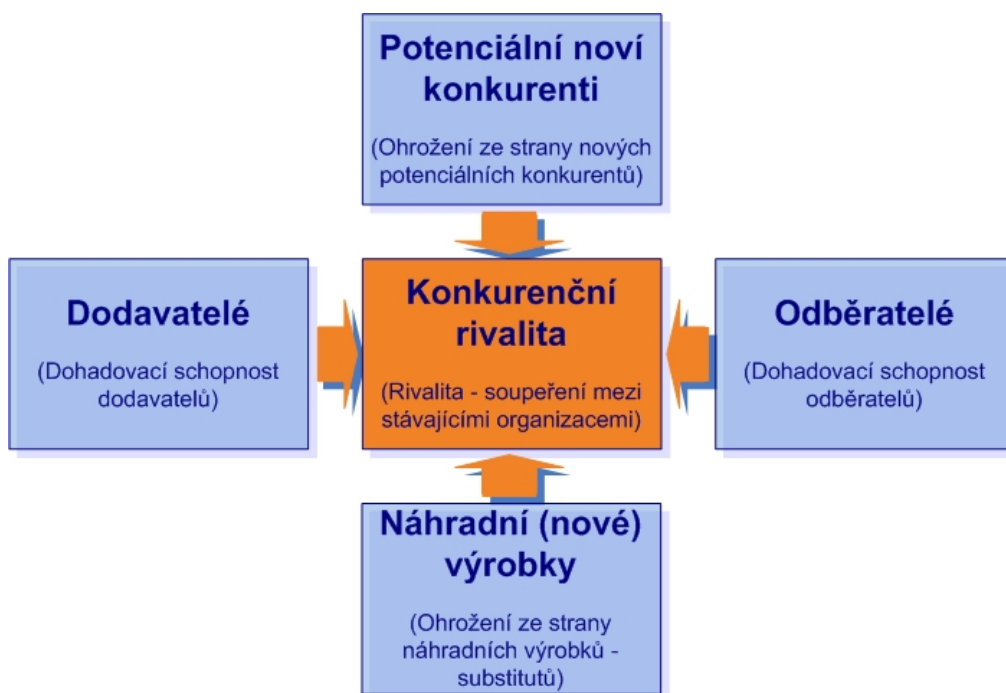 Potenciální noví
konkurenti
(Ohrožení ze strany nových
potenciálních konkurentů)
Dodavatelé
(Dohadovací schopnost
dodavatelů)
Konkurenční
rivalita
(Rivalita - soupeření mezi
stávajícími organizacemi)
Odběratelé
(Dohadovací schopnost
odběratelů)
Náhradní (nové)
výrobky
(Ohrožení ze strany
náhradních výrobků -
substitutů)